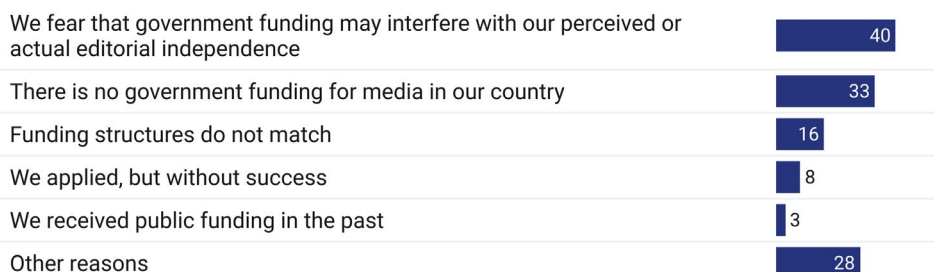 We fear that government funding may interfere with our perceived or
actual editorial independence
40
There is no government funding for media in our country
33
Funding structures do not match
16
We applied, but without success
8
We received public funding in the past
3
Other reasons
28